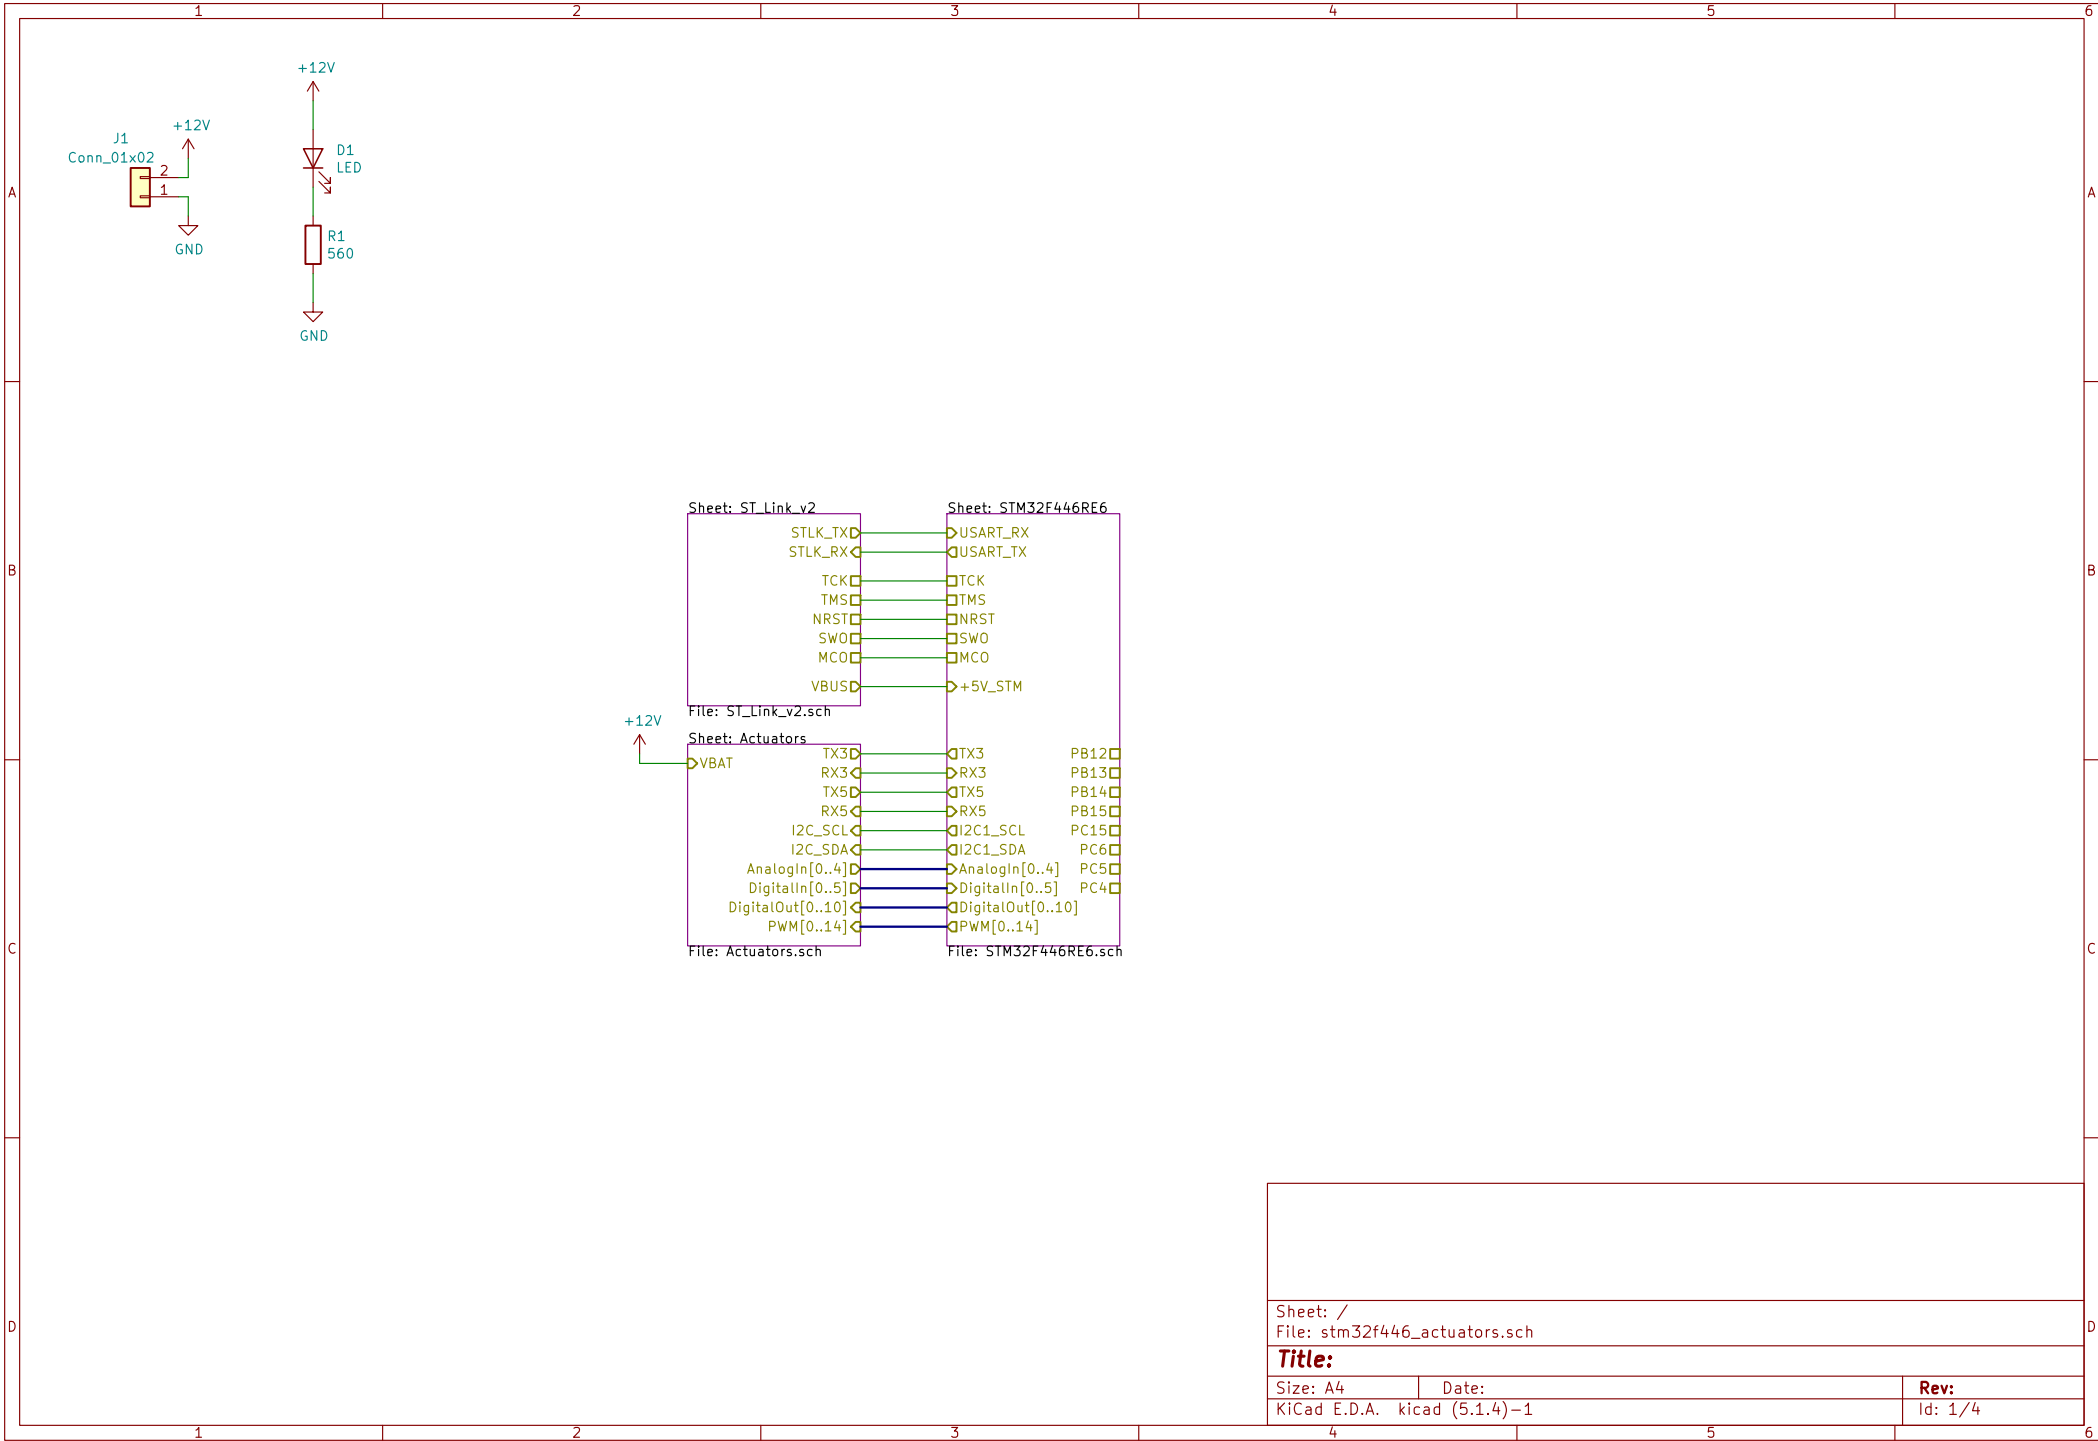 1 2 3 4 5 6
A
B
C
D
A
B
C
D
+12V
J1
Conn_01x02
2
1
GND
+12V
D1
LED
R1
560
GND
Sheet: ST_Link_v2
STLK_TX
STLK_RX
TCK
TMS
NRST
SWO
MCO
VBUS
File: ST_Link_v2.sch
+12V
Sheet: Actuators
VBAT
TX3
RX3
TX5
RX5
I2C_SCL
I2C_SDA
AnalogIn[0..4]
DigitalIn[0..5]
DigitalOut[0..10]
PWM[0..14]
File: Actuators.sch
Sheet: STM32F446RE6
USART_RX
USART_TX
TCK
TMS
NRST
SWO
MCO
+5V_STM
TX3
RX3
TX5
RX5
I2C1_SCL
I2C1_SDA
AnalogIn[0..4]
DigitalIn[0..5]
DigitalOut[0..10]
PWM[0..14]
PB12
PB13
PB14
PB15
PC15
PC6
PC5
PC4
File: STM32F446RE6.sch
Sheet: /
File: stm32f446_actuators.sch
Title:
Size: A4 Date: Rev:
KiCad E.D.A. kicad (5.1.4)-1 Id: 1/4
1 2 3 4 5 6